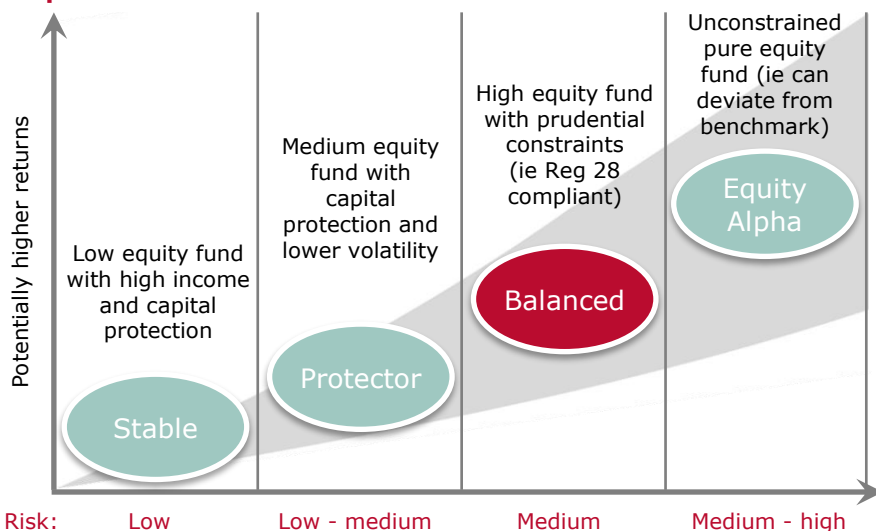 Potentially higher returns
Low equity fund
with high income
and capital
protection
Stable
Medium equity
fund with
capital
protection and
lower volatility
Protector
High equity fund
with prudential
constraints
(ie Reg 28
compliant)
Balanced
Unconstrained
pure equity
fund (ie can
deviate from
benchmark)
Equity
Alpha
Risk: Low Low - medium Medium Medium - high